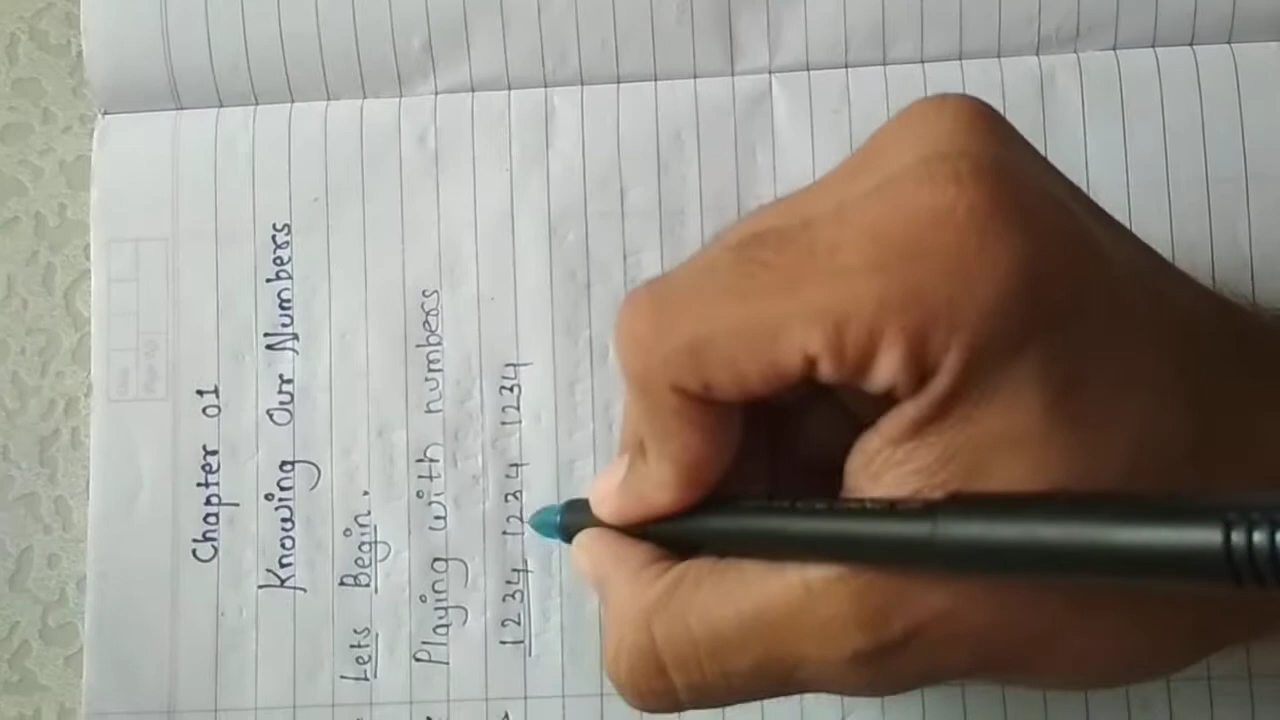 Chapter 01
Knowing Our Numbers
Lets Begin.
Playing with numbers
1234 1234 1234